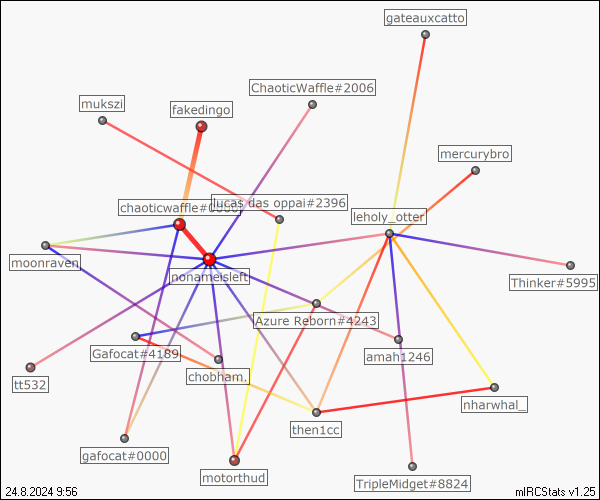 gateauxcatto
ChaoticWaffle#2006
mukszi
fakedingo
mercurybro
lucas das oppai#2396
chaoticwaffle#0000
leholy_otter
moonraven
nonameisleft
Thinker#5995
Azure Reborn#4243
Gafocat#4189
amah1246
chobham.
tt532
nharwhal_
then1cc
gafocat#0000
motorthud
TripleMidget#8824
24.8.2024 9:56
mIRCStats v1.25